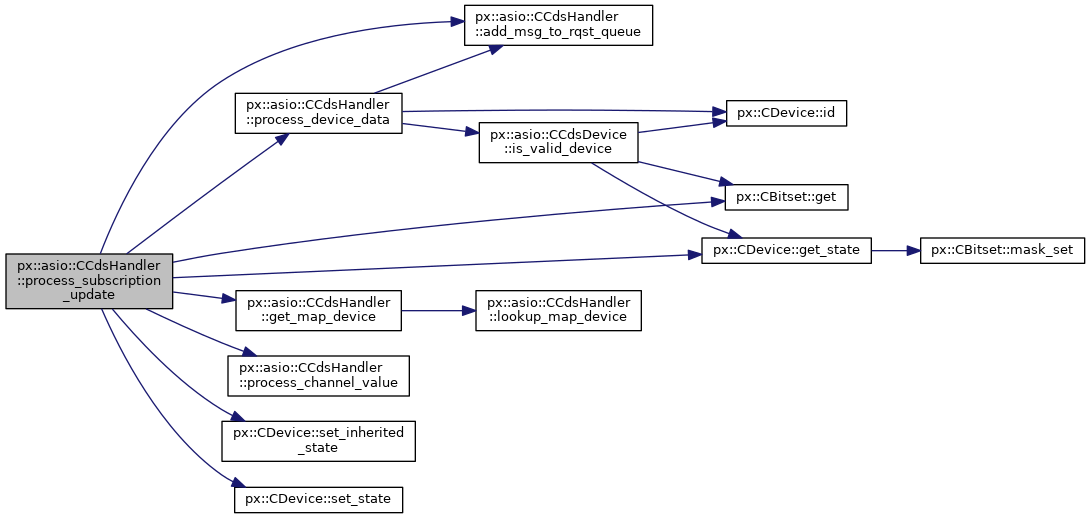 px::asio::CCdsHandler
::add_msg_to_rqst_queue
px::asio::CCdsHandler
::process_device_data
px::CDevice::id
px::asio::CCdsDevice
::is_valid_device
px::CBitset::get
px::CDevice::get_state
px::CBitset::mask_set
px::asio::CCdsHandler
::process_subscription
_update
px::asio::CCdsHandler
::get_map_device
px::asio::CCdsHandler
::lookup_map_device
px::asio::CCdsHandler
::process_channel_value
px::CDevice::set_inherited
_state
px::CDevice::set_state